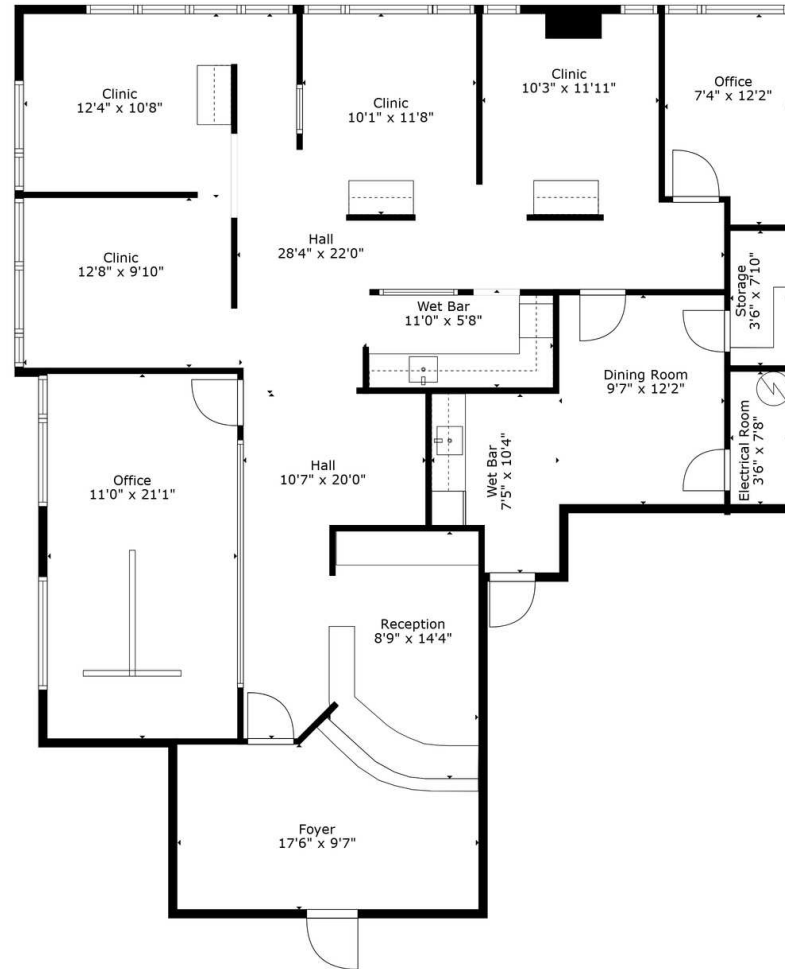 Clinic
12'4" x 10'8"
Clinic
10'1" x 11'8"
Clinic
10'3" x 11'11"
Office
7'4" x 12'2"
Clinic
12'8" x 9'10"
Hall
28'4" x 22'0"
Wet Bar
11'0" x 5'8"
Storage
3'6" x 7'10"
Dining Room
9'7" x 12'2"
Electrical Room
3'6" x 7'8"
Office
11'0" x 21'1"
Hall
10'7" x 20'0"
Wet Bar
7'5" x 10'4"
Reception
8'9" x 14'4"
Foyer
17'6" x 9'7"